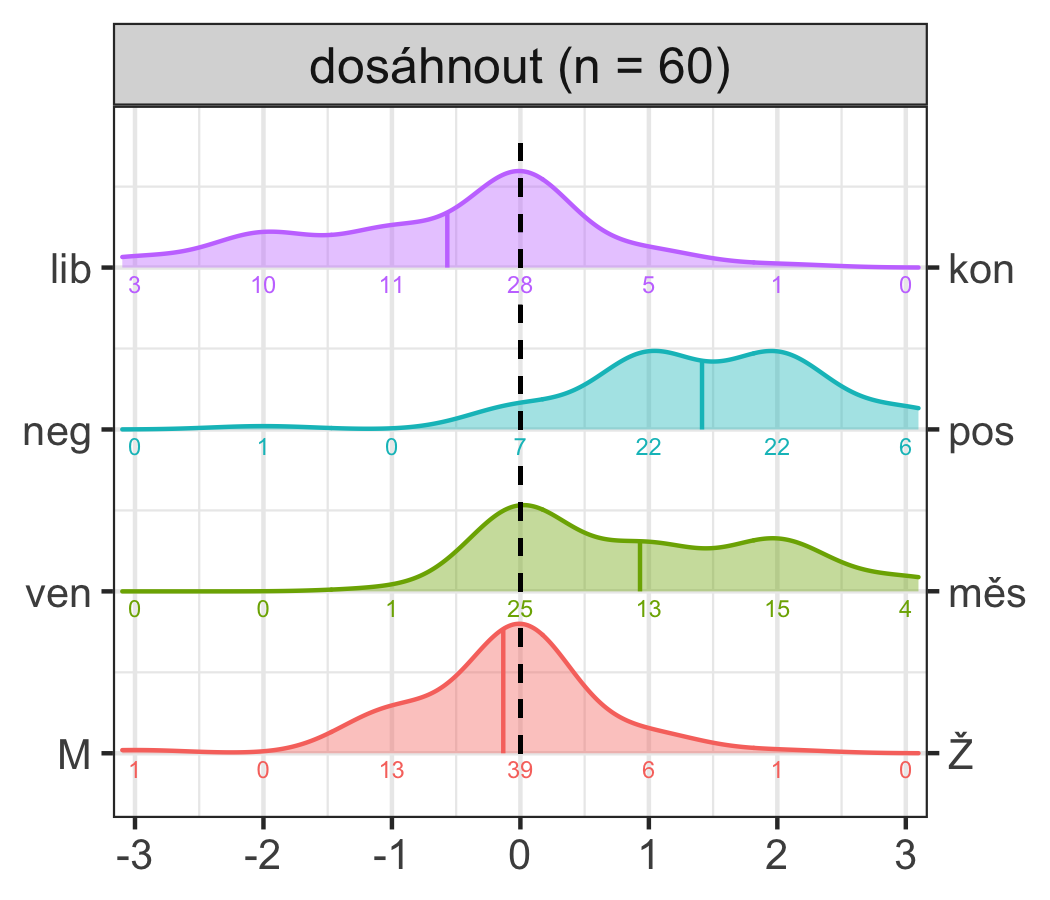 dosáhnout (n = 60)
lib kon
3 10 11 28 5 1 0
neg pos
0 1 0 7 22 22 6
ven měs
0 0 1 25 13 15 4
M Ž
1 0 13 39 6 1 0
-3 -2 -1 0 1 2 3